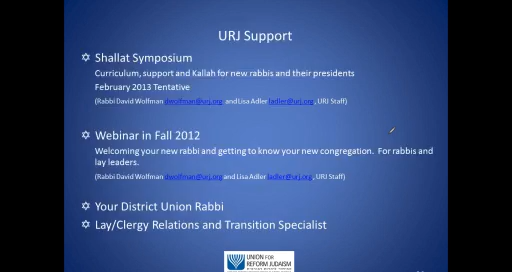 URJ Support
Shallat Symposium
Curriculum, support and Kallah for new rabbis and their presidents
February 2013 Tentative
(Rabbi David Wolfman dwolfman@urj.org and Lisa Adler ladler@urj.org, URJ Staff)
Webinar in Fall 2012
Welcoming your new rabbi and getting to know your new congregation. For rabbis and
lay leaders.
(Rabbi David Wolfman dwolfman@urj.org and Lisa Adler ladler@urj.org, URJ Staff)
Your District Union Rabbi
Lay/Clergy Relations and Transition Specialist
UNION FOR
REFORM JUDAISM